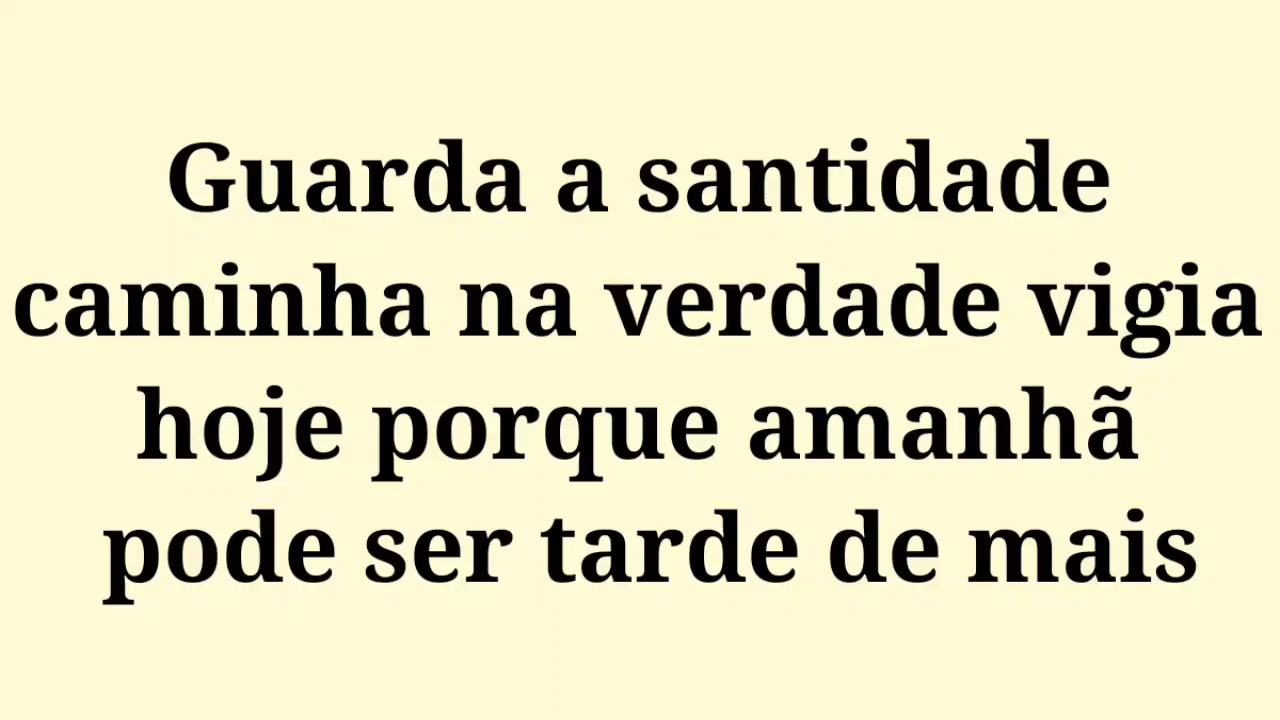 Guarda a santidade
caminha na verdade vigia
hoje porque amanhã
pode ser tarde de mais